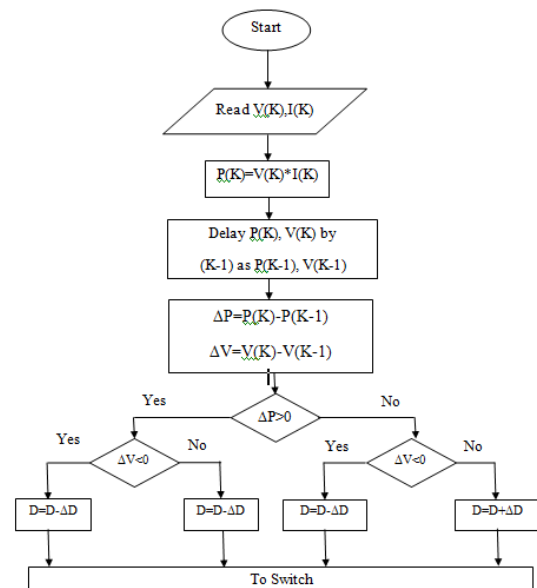 Start
Read V(K),I(K)
P(K)=V(K)*I(K)
Delay P(K), V(K) by
(K-1) as P(K-1), V(K-1)
ΔP=P(K)-P(K-1)
ΔV=V(K)-V(K-1)
Yes
ΔP>0
No
Yes
ΔV<0
No
Yes
ΔV<0
No
D=D-ΔD
D=D-ΔD
D=D-ΔD
D=D+ΔD
To Switch